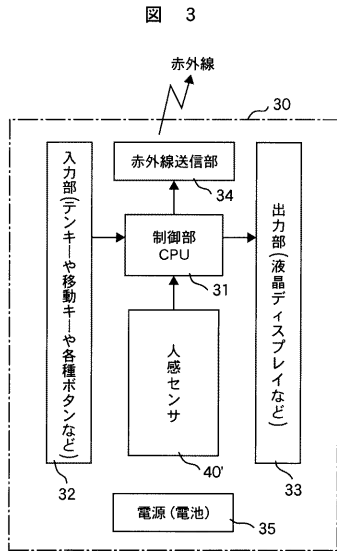 図 3
赤外線
30
赤外線送信部
34
入力部(テンキーや移動キーや各種ボタンなど)
32
制御部
CPU
31
出力部(液晶ディスプレイなど)
33
人感センサ
40'
電源(電池)
35